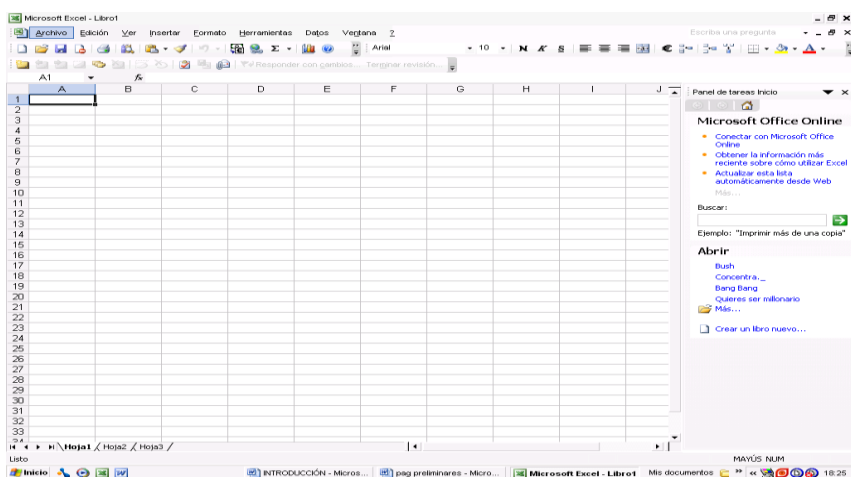 Microsoft Excel - Libro1
Archivo Edición Ver Insertar Formato Herramientas Datos Ventana ?
Escriba una pregunta
Arial 10 N K S €
Responder con cambios... Terminar revisión...
A1 fx
A B C D E F G H I J
1
2
3
4
5
6
7
8
9
10
11
12
13
14
15
16
17
18
19
20
21
22
23
24
25
26
27
28
29
30
31
32
33
34
Panel de tareas Inicio
Microsoft Office Online
Conectar con Microsoft Office
Online
Obtener la información más
reciente sobre cómo utilizar Excel
Actualizar esta lista
automáticamente desde Web
Más...
Buscar:
Ejemplo: "Imprimir más de una copia"
Abrir
Bush
Concentra._
Bang Bang
Quieres ser millonario
Más...
Crear un libro nuevo...
Hoja1 Hoja2 Hoja3
Listo
MAYÚS NUM
Inicio INTRODUCCIÓN - Micros... pag preliminares - Micro... Microsoft Excel - Libro1 Mis documentos » « 18:25